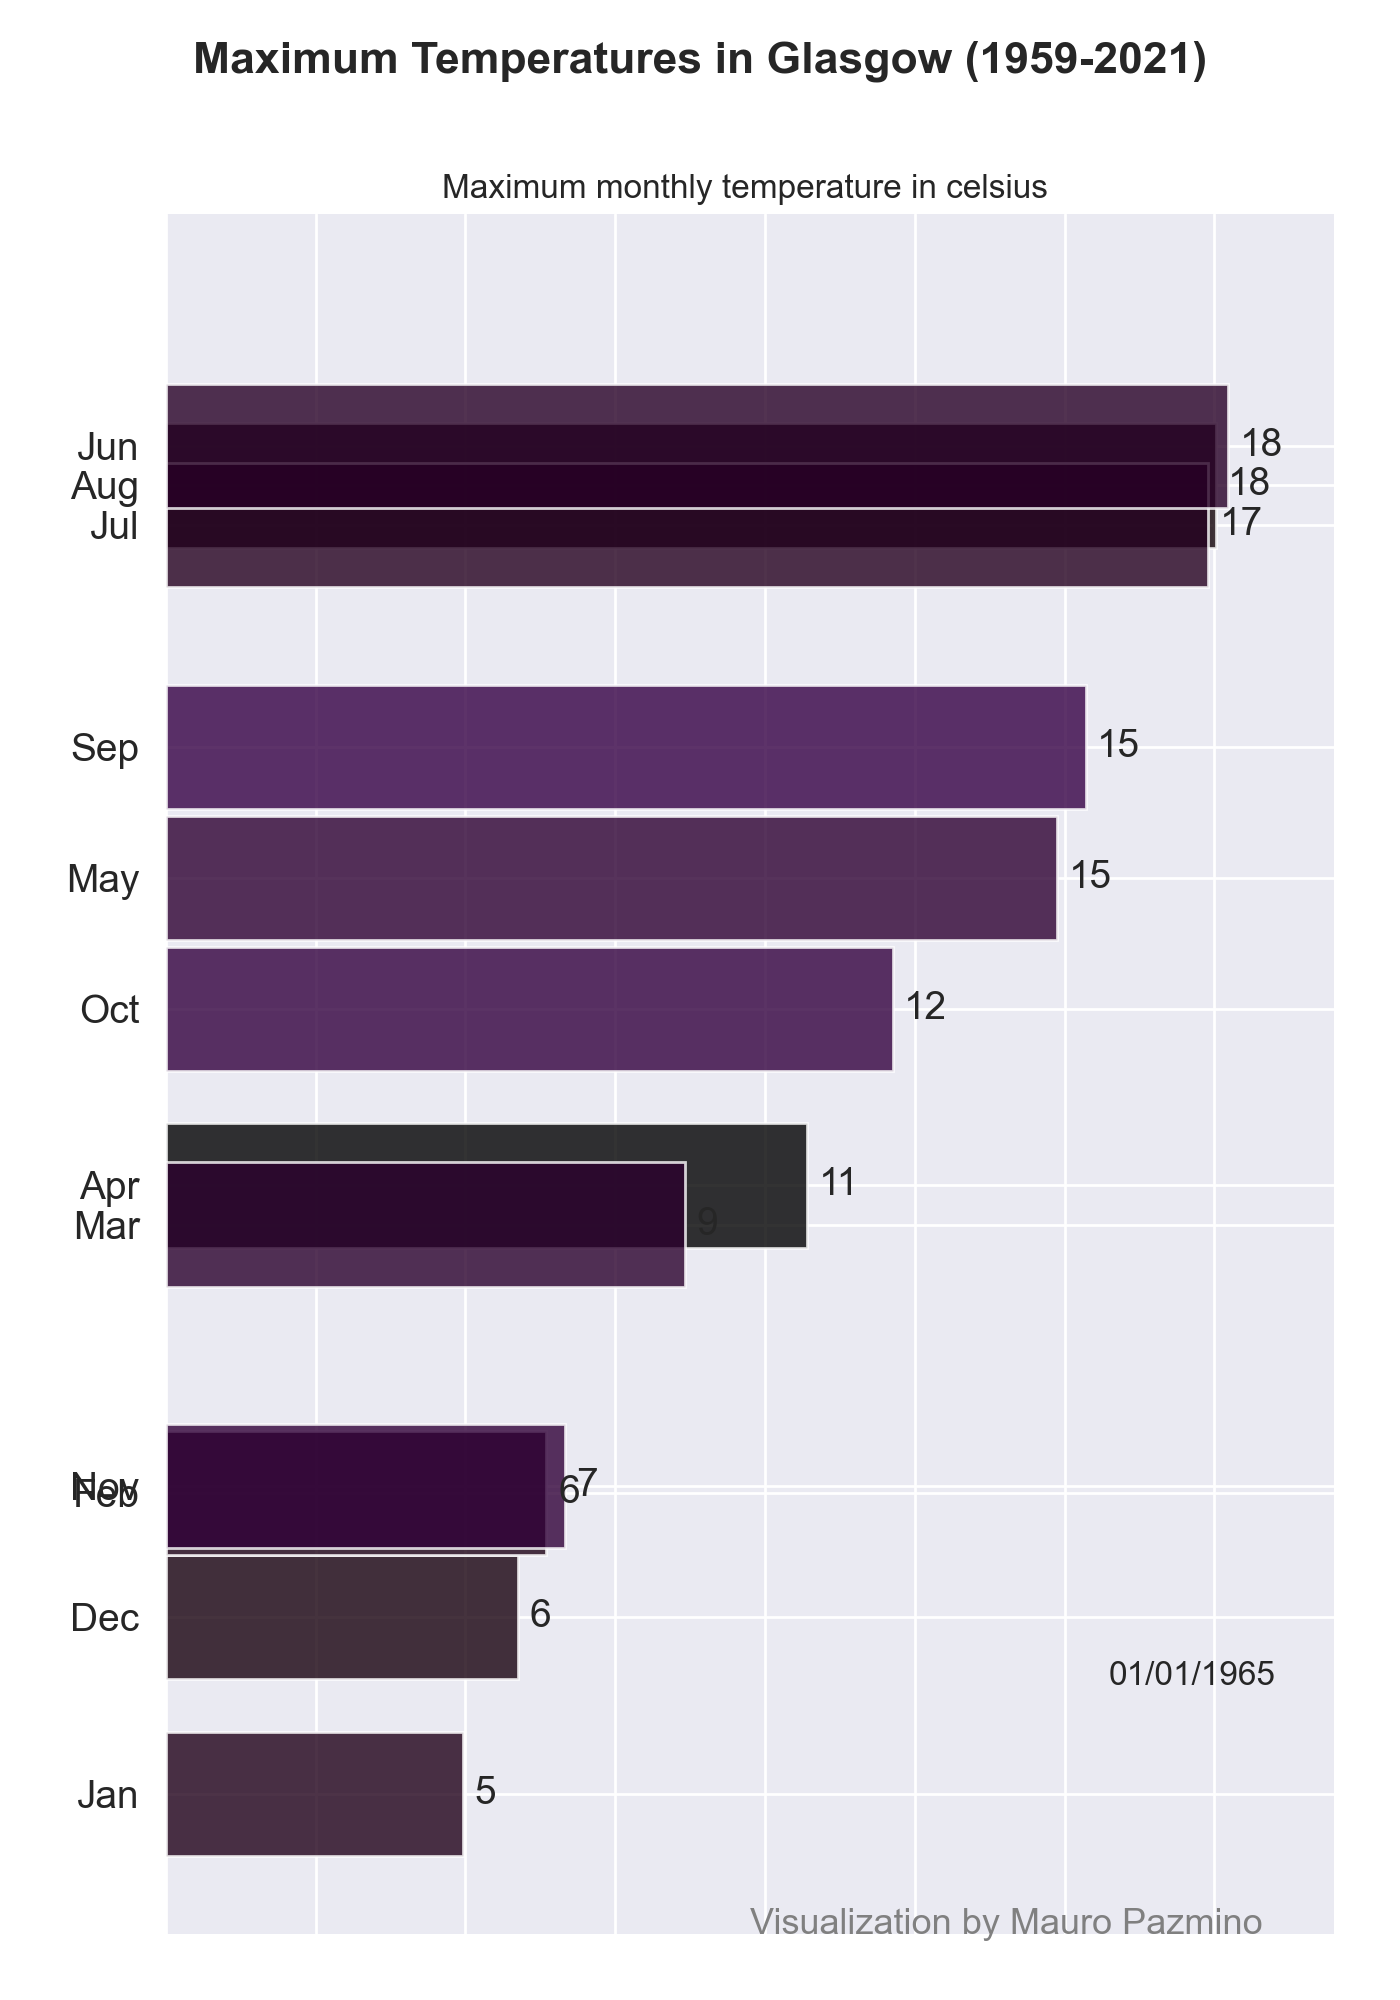 Maximum Temperatures in Glasgow (1959-2021)
Maximum monthly temperature in celsius
Jun 18
Aug 18
Jul 17
Sep 15
May 15
Oct 12
Apr 11
Mar 9
Nov 7
Feb 6
Dec 6
01/01/1965
Jan 5
Visualization by Mauro Pazmino